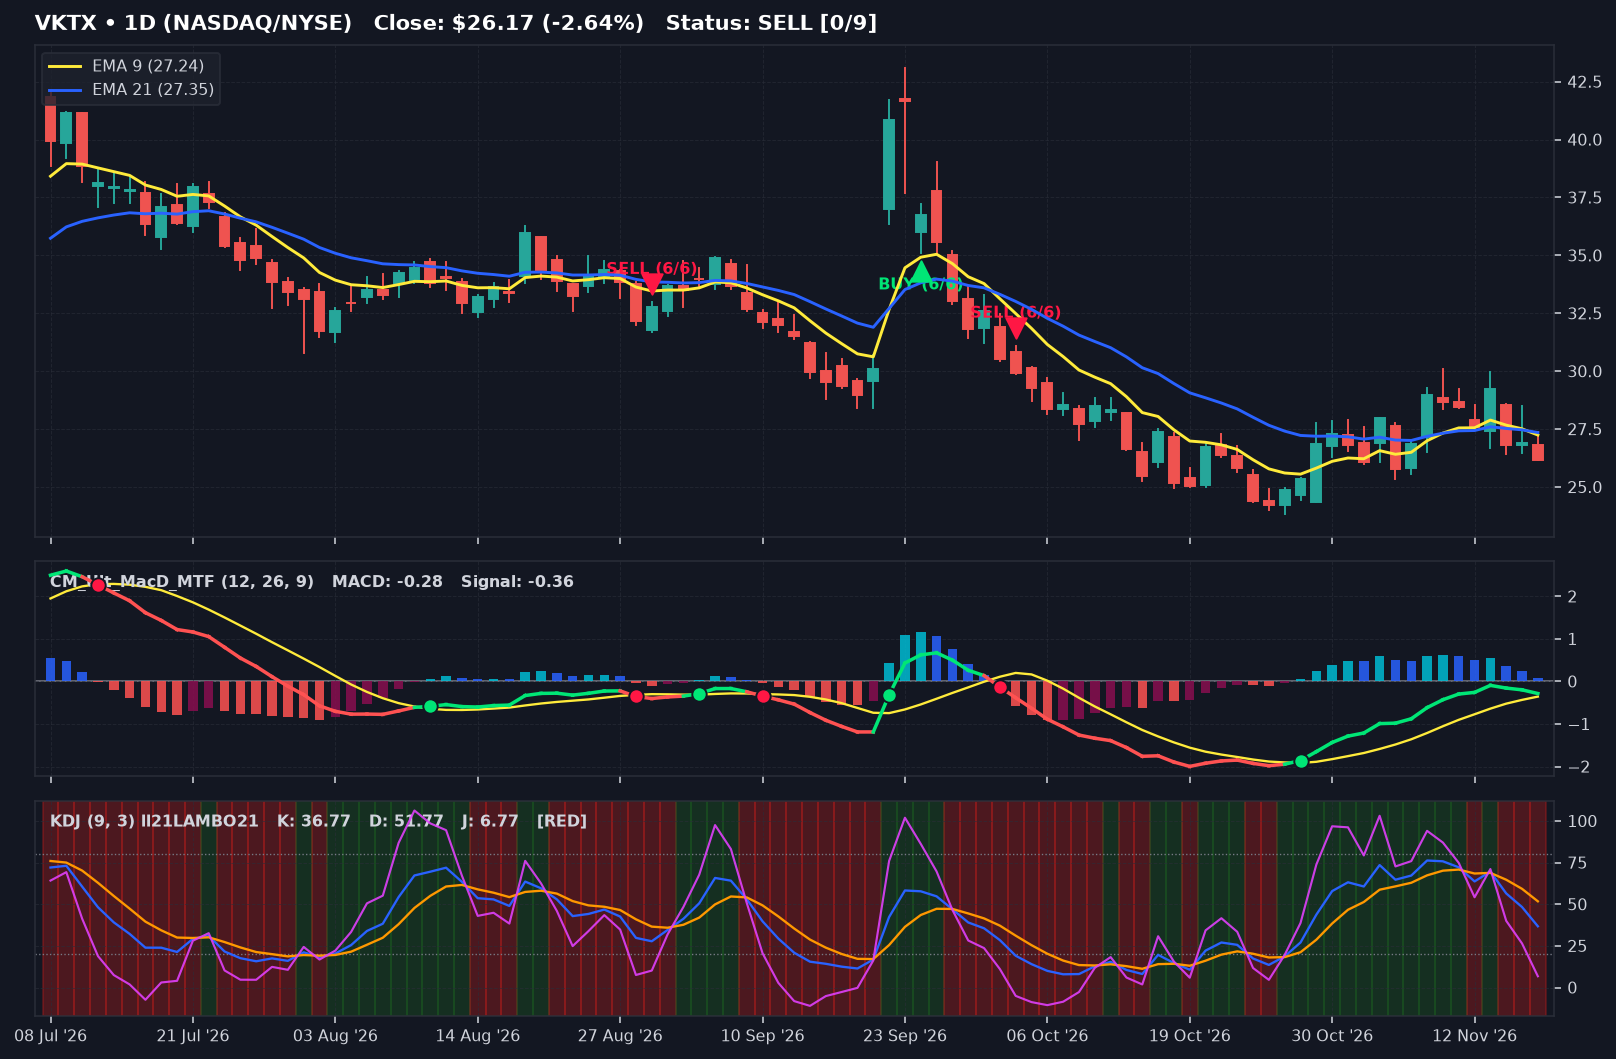 VKTX • 1D (NASDAQ/NYSE)   Close: $26.17 (-2.64%)   Status: SELL [0/9]
EMA 9 (27.24)
EMA 21 (27.35)
42.5
40.0
37.5
35.0
32.5
30.0
27.5
25.0
SELL (6/6)
BUY (6/6)
SELL (6/6)
CM_Ult_MacD_MTF (12, 26, 9)   MACD: -0.28   Signal: -0.36
2
1
0
−1
−2
KDJ (9, 3) II21LAMBO21   K: 36.77   D: 51.77   J: 6.77   [RED]
100
75
50
25
0
08 Jul '26
21 Jul '26
03 Aug '26
14 Aug '26
27 Aug '26
10 Sep '26
23 Sep '26
06 Oct '26
19 Oct '26
30 Oct '26
12 Nov '26